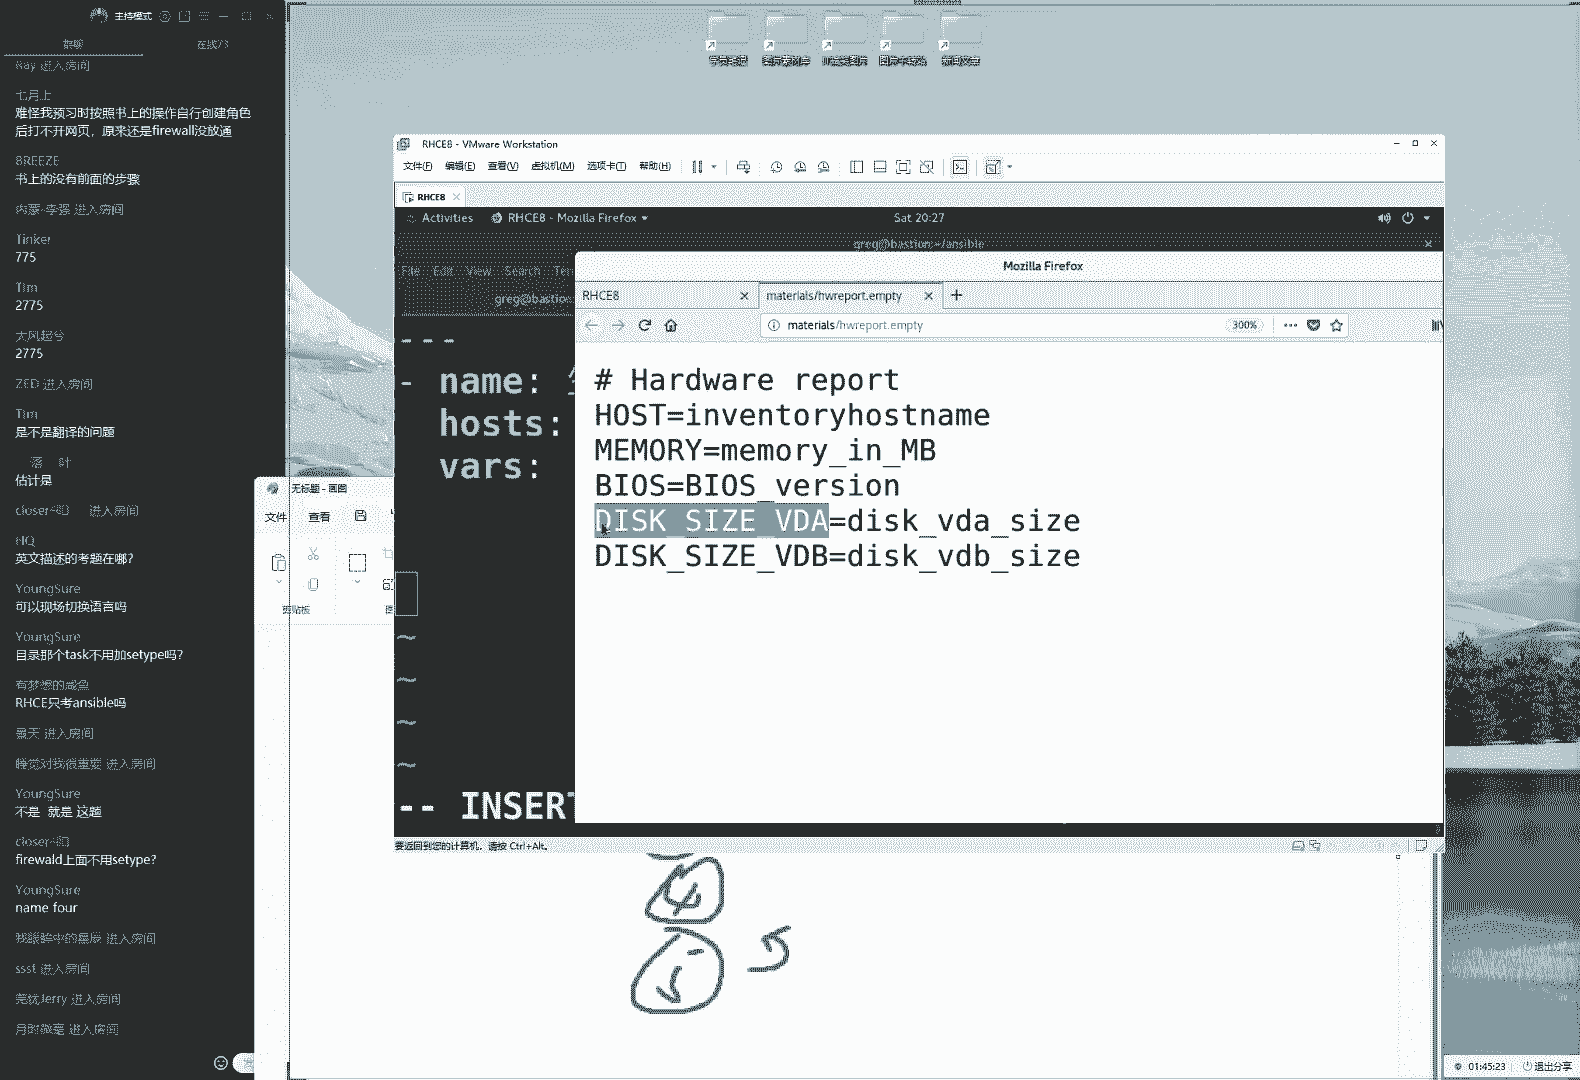 主持模式
在线73
Ray 进入房间
七月上
难怪我预习时按照书上的操作自行创建角色
后打不开网页，原来还是firewall没放通
BREEZE
书上的没有前面的步骤
内蒙-李强 进入房间
Tinker
775
Tim
2775
大风起兮
2775
ZED 进入房间
Tim
是不是翻译的问题
落 叶
估计是
进入房间
HQ
英文描述的考题在哪?
YoungSure
可以现场切换语言吗
YoungSure
目录那个task不用加setype吗?
有梦想的咸鱼
RHCE只考ansible吗
昊天 进入房间
睡觉对我很重要 进入房间
YoungSure
不是 就是 这题
firewald上面不用setype?
YoungSure
name four
我眼眸中的星辰 进入房间
ssst 进入房间
莞犹Jerry 进入房间
进入房间
学员笔记
新闻文章
RHCE8 - VMware Workstation
文件(F) 编辑(E) 查看(V) 虚拟机(M) 选项卡(T) 帮助(H)
RHCE8
Activities
RHCE8 - Mozilla Firefox
Sat 20:27
greg@bastion:~/ansible
File Edit View Search Ter
greg@bastion:
Mozilla Firefox
RHCE8
materials/hwreport.empty
materials/hwreport.empty
300%
---
- name:
hosts:
vars:
~
~
~
~
-- INSERT
# Hardware report
HOST=inventoryhostname
MEMORY=memory_in_MB
BIOS=BIOS_version
DISK_SIZE_VDA=disk_vda_size
DISK_SIZE_VDB=disk_vdb_size
要返回到您的计算机，请按 Ctrl+Alt。
无标题 - 画图
文件 查看
剪贴板
5
01:45:23
退出分享